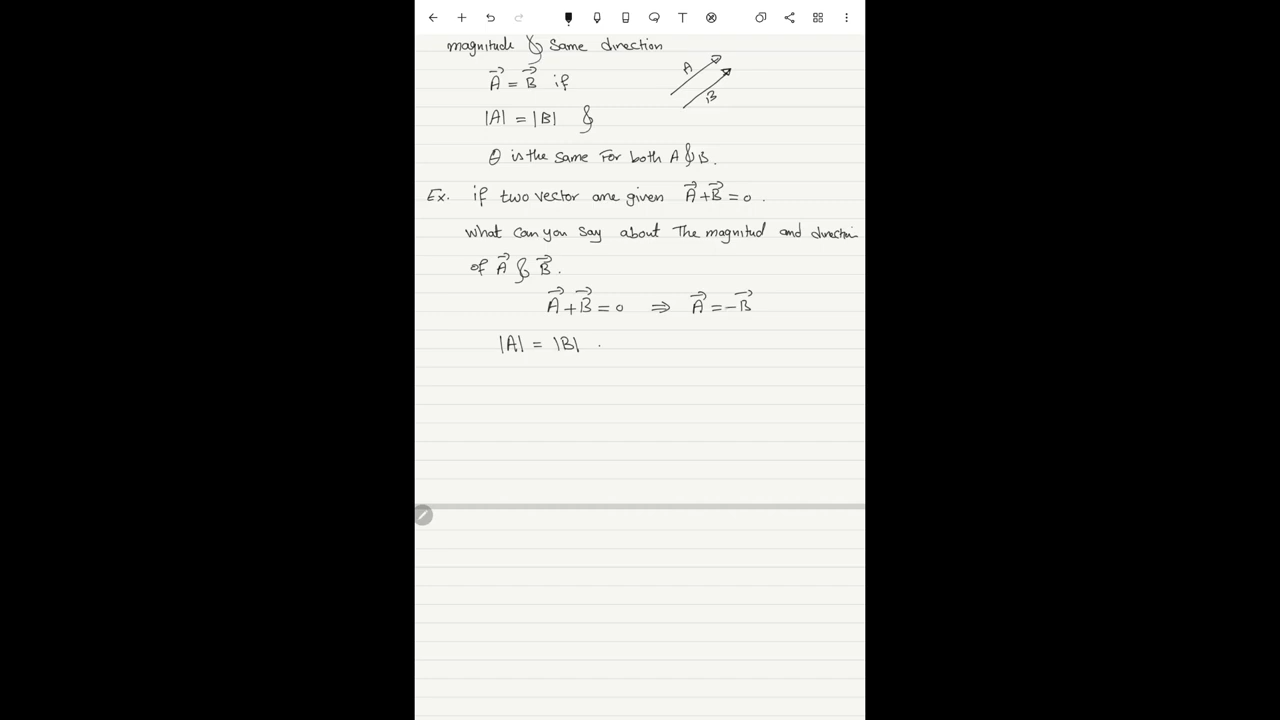 magnitude & Same direction
A⃗ = B⃗ if
A
B
|A| = |B| &
θ is the same For both A & B.
Ex. if two vector are given A⃗ + B⃗ = 0.
What can you say about The magnitud and directin
of A⃗ & B⃗.
A⃗ + B⃗ = 0 ⇒ A⃗ = -B⃗
|A| = |B| .